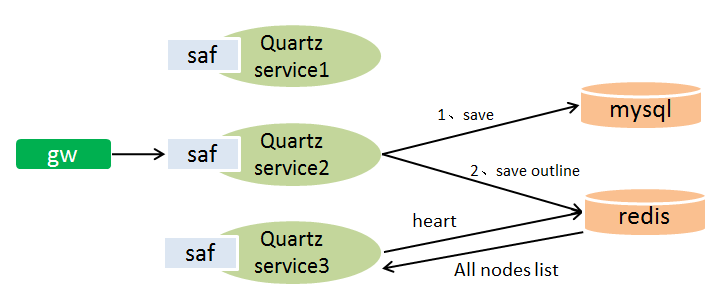 saf
Quartz
service1
1、save
mysql
gw
saf
Quartz
service2
2、save outline
redis
heart
saf
Quartz
service3
All nodes list